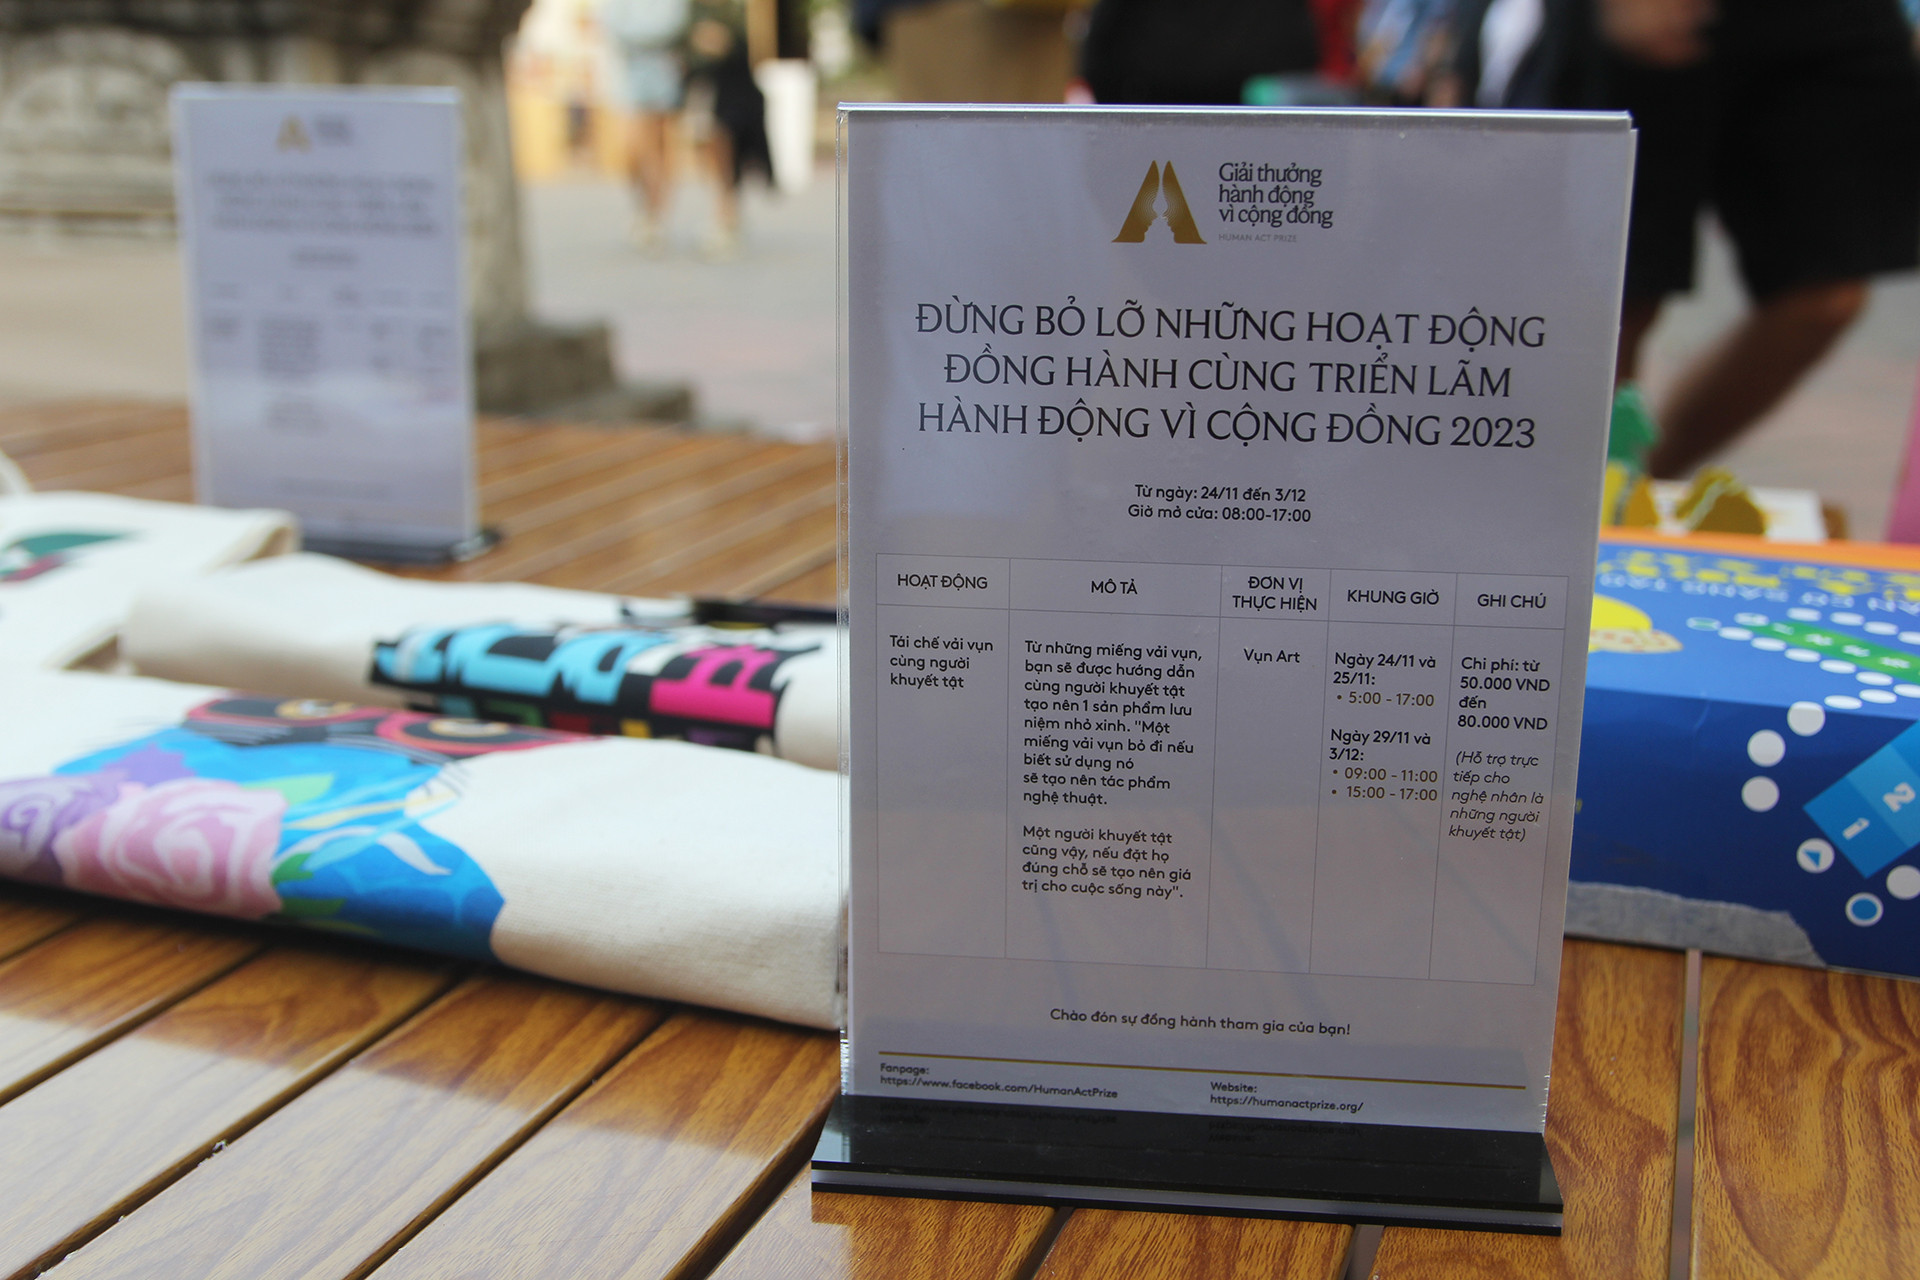 Giải thưởng
hành động
vì cộng đồng
HUMAN ACT PRIZE
ĐỪNG BỎ LỠ NHỮNG HOẠT ĐỘNG
ĐỒNG HÀNH CÙNG TRIỂN LÃM
HÀNH ĐỘNG VÌ CỘNG ĐỒNG 2023
Từ ngày: 24/11 đến 3/12
Giờ mở cửa: 08:00-17:00
HOẠT ĐỘNG
MÔ TẢ
ĐƠN VỊ
THỰC HIỆN
KHUNG GIỜ
GHI CHÚ
Tái chế vải vụn
cùng người
khuyết tật
Từ những miếng vải vụn,
bạn sẽ được hướng dẫn
cùng người khuyết tật
tạo nên 1 sản phẩm lưu
niệm nhỏ xinh. "Một
miếng vải vụn bỏ đi nếu
biết sử dụng nó
sẽ tạo nên tác phẩm
nghệ thuật.
Một người khuyết tật
cũng vậy, nếu đặt họ
đúng chỗ sẽ tạo nên giá
trị cho cuộc sống này".
Vụn Art
Ngày 24/11 và
25/11:
• 5:00 - 17:00
Ngày 29/11 và
3/12:
• 09:00 - 11:00
• 15:00 - 17:00
Chi phí: từ
50.000 VND
đến
80.000 VND
(Hỗ trợ trực
tiếp cho
nghệ nhân là
những người
khuyết tật)
Chào đón sự đồng hành tham gia của bạn!
Fanpage:
https://www.facebook.com/HumanActPrize
Website:
https://humanactprize.org/
1
2